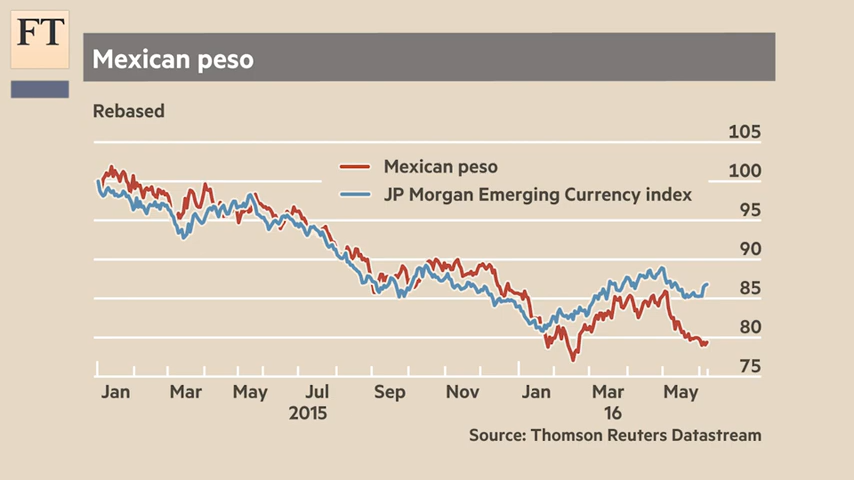 FT
Mexican peso
Rebased
105
Mexican peso
100
JP Morgan Emerging Currency index
95
90
85
80
75
Jan Mar May Jul Sep Nov Jan Mar May
2015 16
Source: Thomson Reuters Datastream